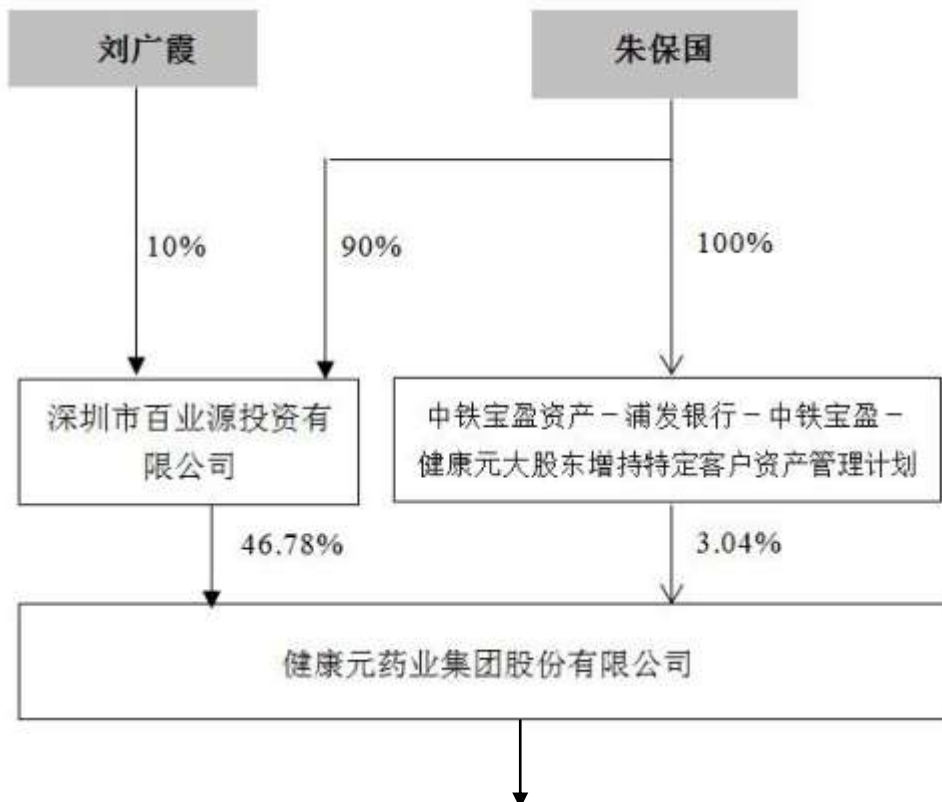 刘广霞
朱保国
10%
90%
100%
深圳市百业源投资有
限公司
中铁宝盈资产－浦发银行－中铁宝盈－
健康元大股东增持特定客户资产管理计划
46.78%
3.04%
健康元药业集团股份有限公司